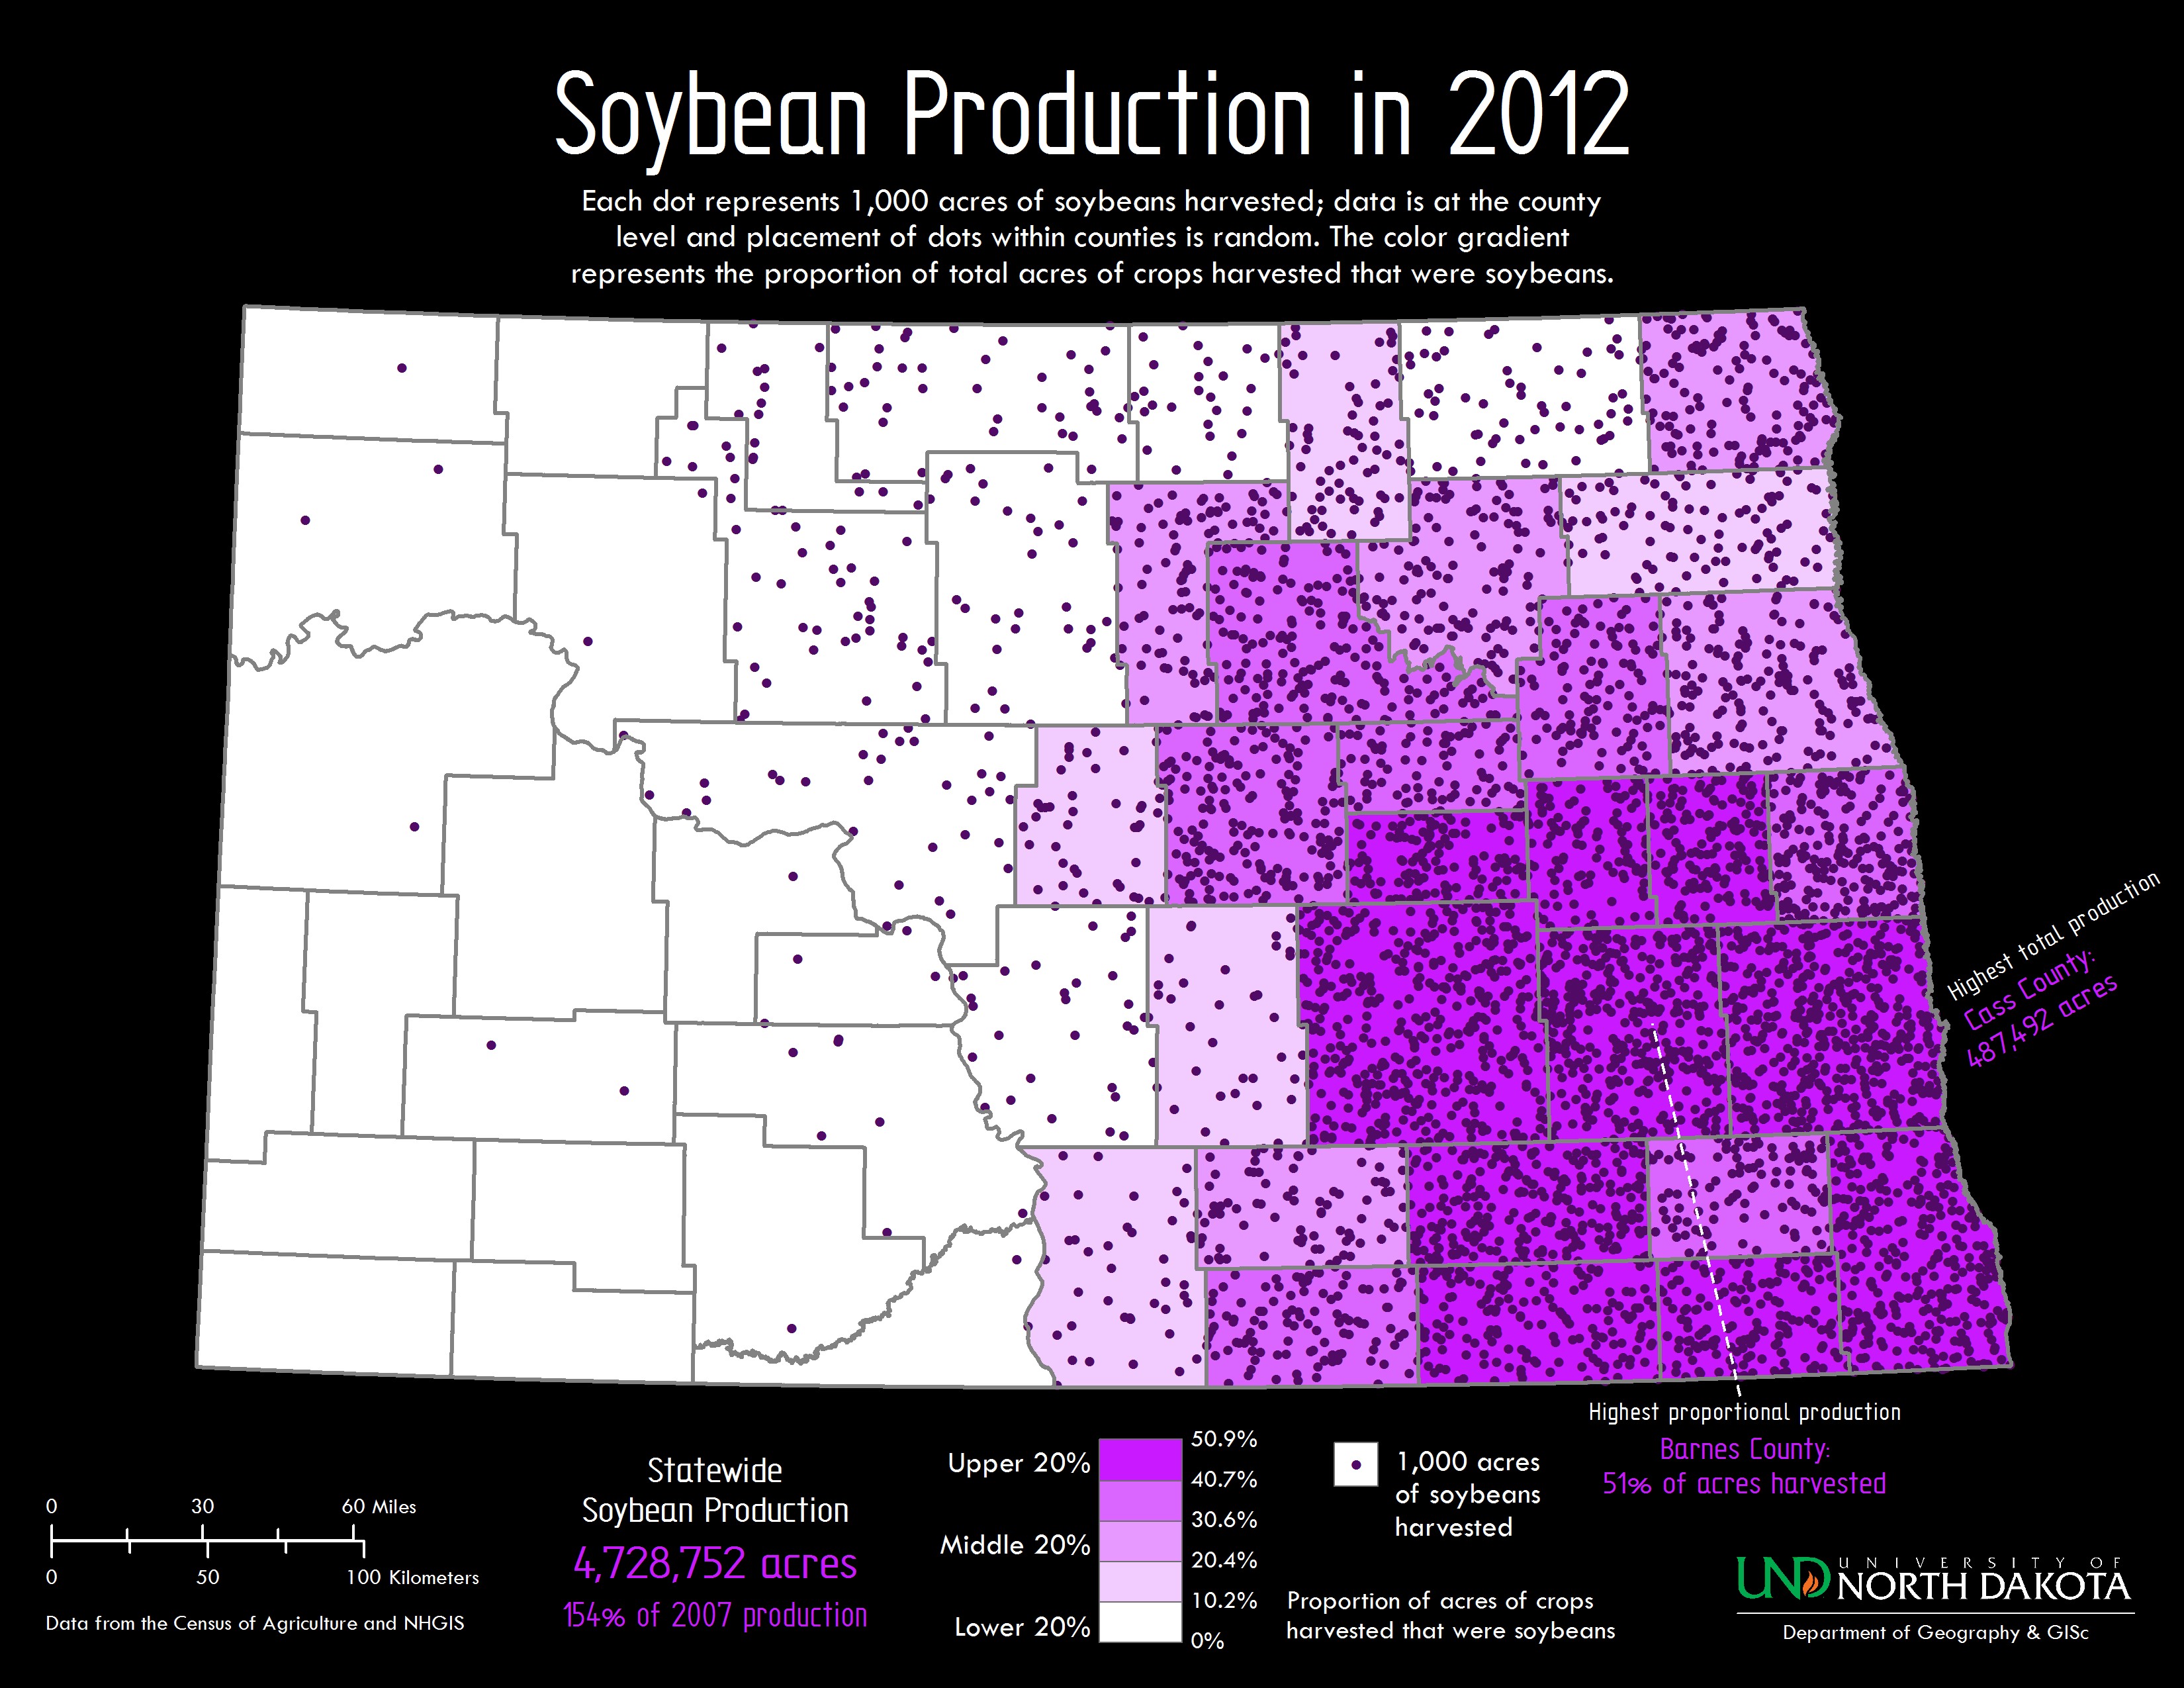 Soybean Production in 2012
Each dot represents 1,000 acres of soybeans harvested; data is at the county
level and placement of dots within counties is random. The color gradient
represents the proportion of total acres of crops harvested that were soybeans.
Highest total production
Cass County:
487,492 acres
Highest proportional production
Barnes County:
51% of acres harvested
0 30 60 Miles
0 50 100 Kilometers
Data from the Census of Agriculture and NHGIS
Statewide
Soybean Production
4,728,752 acres
154% of 2007 production
Upper 20%
Middle 20%
Lower 20%
50.9%
40.7%
30.6%
20.4%
10.2%
0%
1,000 acres
of soybeans
harvested
Proportion of acres of crops
harvested that were soybeans
UND UNIVERSITY OF
NORTH DAKOTA
Department of Geography & GISc